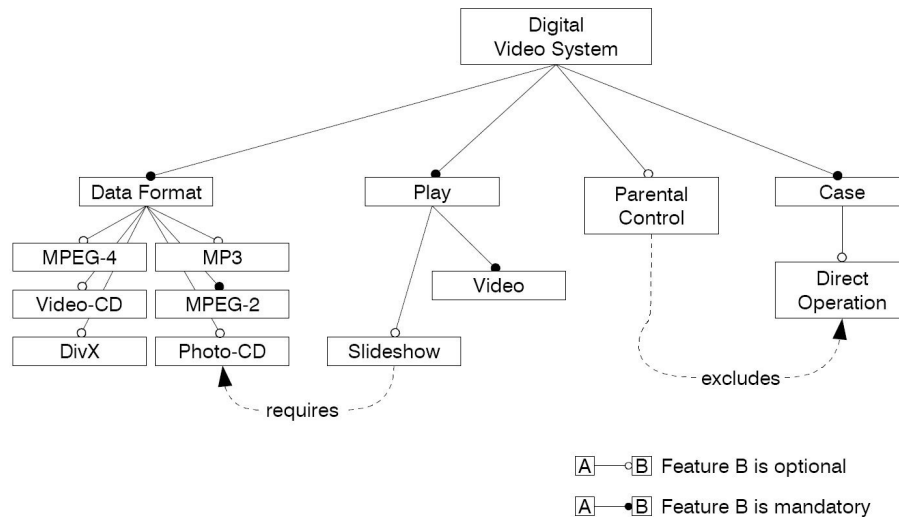 Digital
Video System
Data Format
Play
Parental
Control
Case
MPEG-4
MP3
Video-CD
MPEG-2
DivX
Photo-CD
Video
Slideshow
Direct
Operation
requires
excludes
A B Feature B is optional
A B Feature B is mandatory